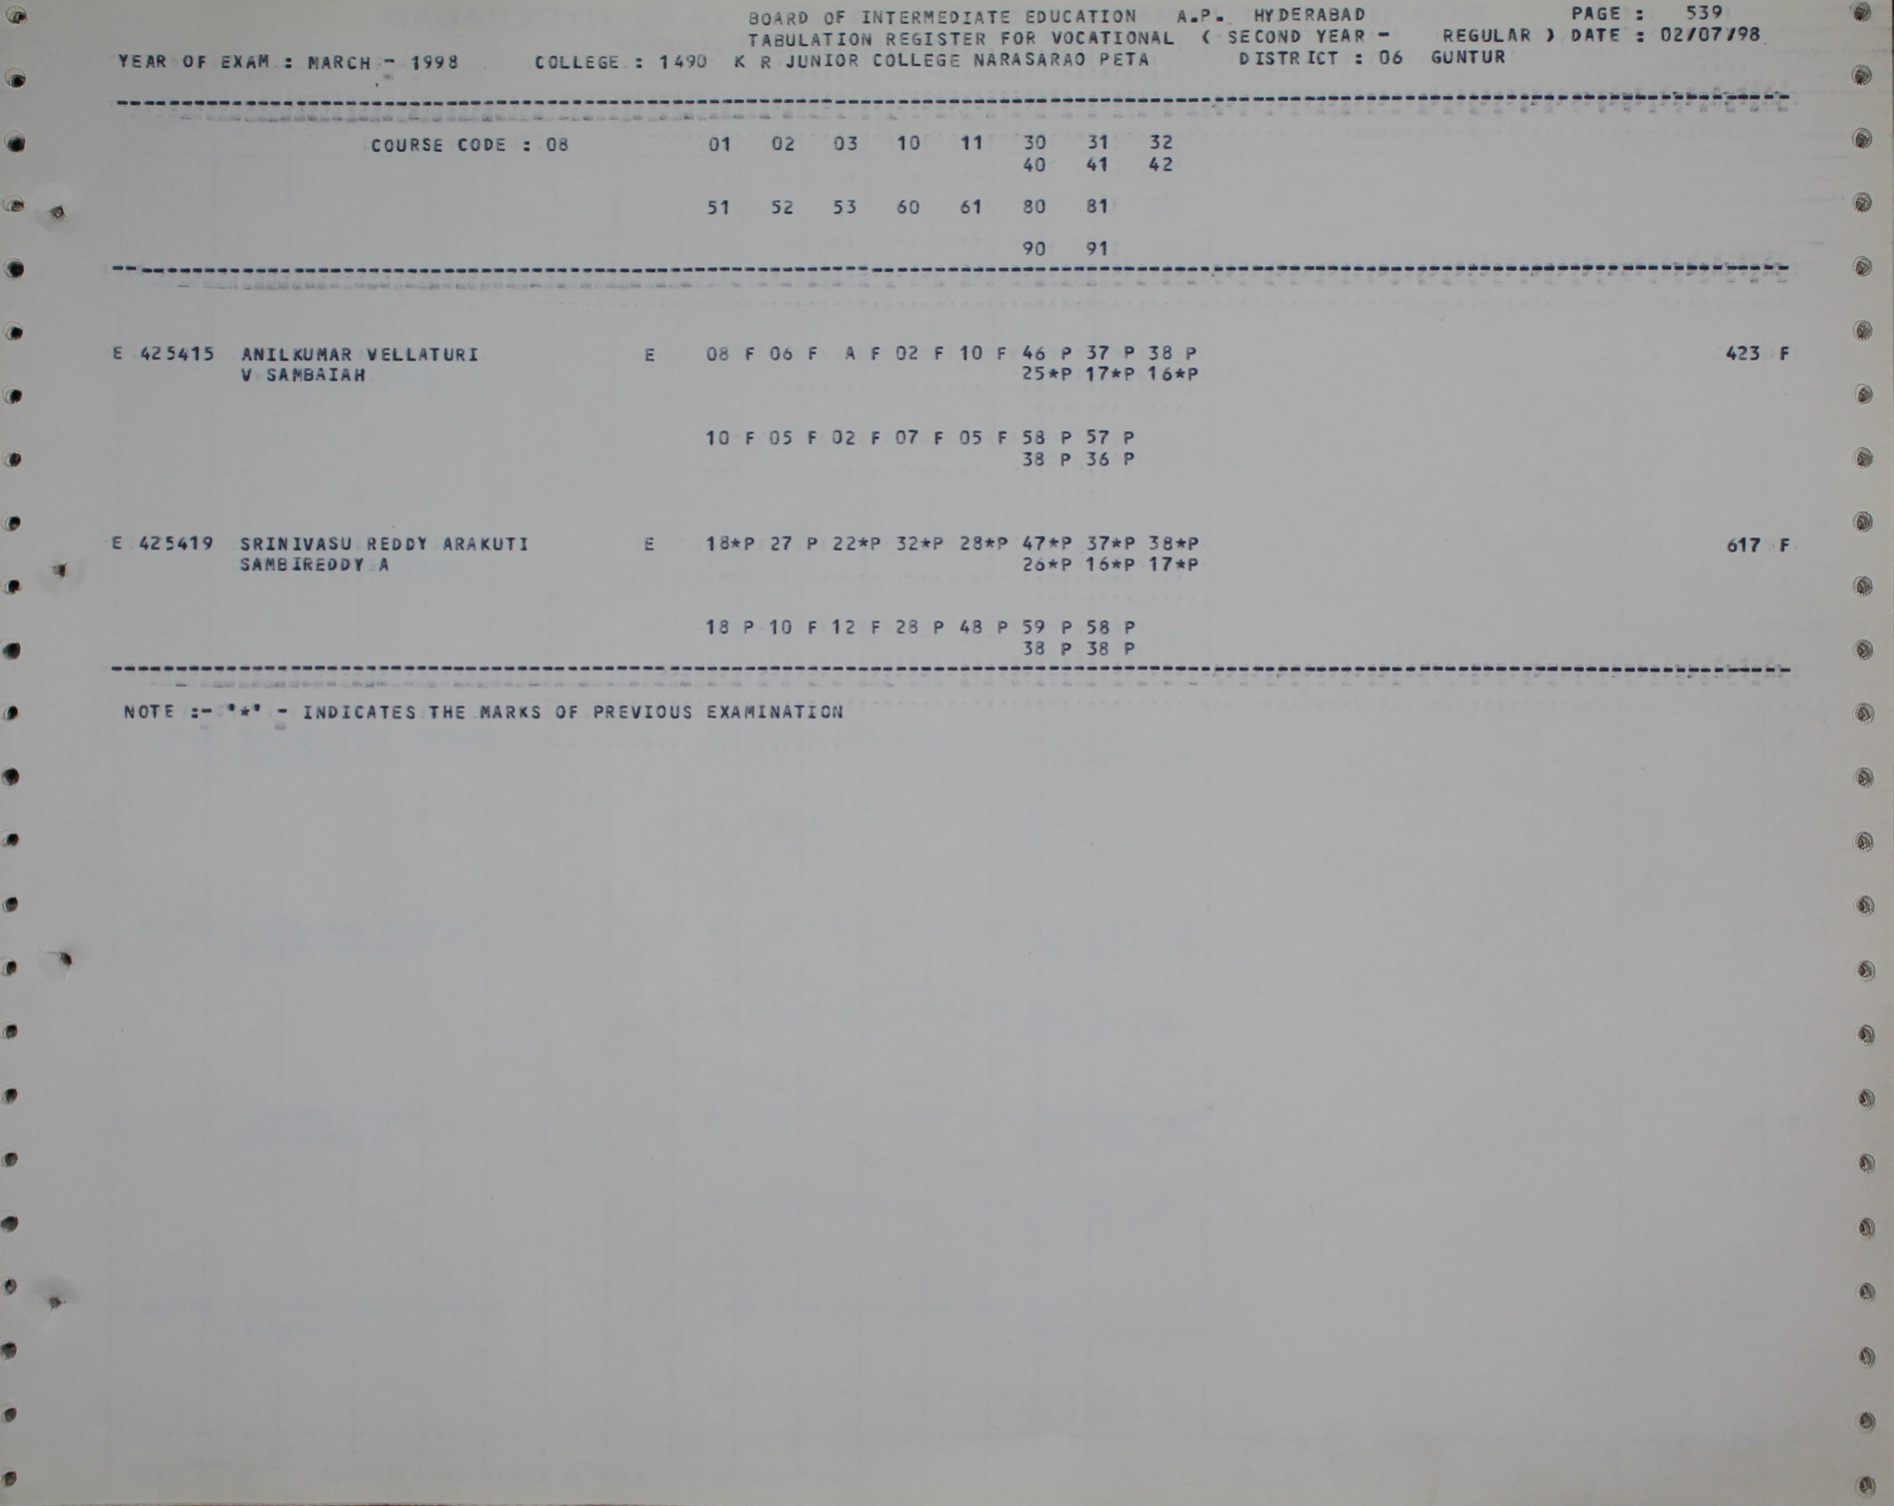 BOARD OF INTERMEDIATE EDUCATION A.P. HYDERABAD PAGE : 539
TABULATION REGISTER FOR VOCATIONAL ( SECOND YEAR - REGULAR ) DATE : 02/07/98
YEAR OF EXAM : MARCH - 1998 COLLEGE : 1490 K R JUNIOR COLLEGE NARASARAO PETA DISTRICT : 06 GUNTUR
COURSE CODE : 08 01 02 03 10 11 30 31 32
40 41 42
51 52 53 60 61 80 81
90 91
E 425415 ANILKUMAR VELLATURI E 08 F 06 F A F 02 F 10 F 46 P 37 P 38 P 423 F
V SAMBAIAH 25*P 17*P 16*P
10 F 05 F 02 F 07 F 05 F 58 P 57 P
38 P 36 P
E 425419 SRINIVASU REDDY ARAKUTI E 18*P 27 P 22*P 32*P 28*P 47*P 37*P 38*P 617 F
SAMBIREDDY A 26*P 16*P 17*P
18 P 10 F 12 F 28 P 48 P 59 P 58 P
38 P 38 P
NOTE :- "*" - INDICATES THE MARKS OF PREVIOUS EXAMINATION